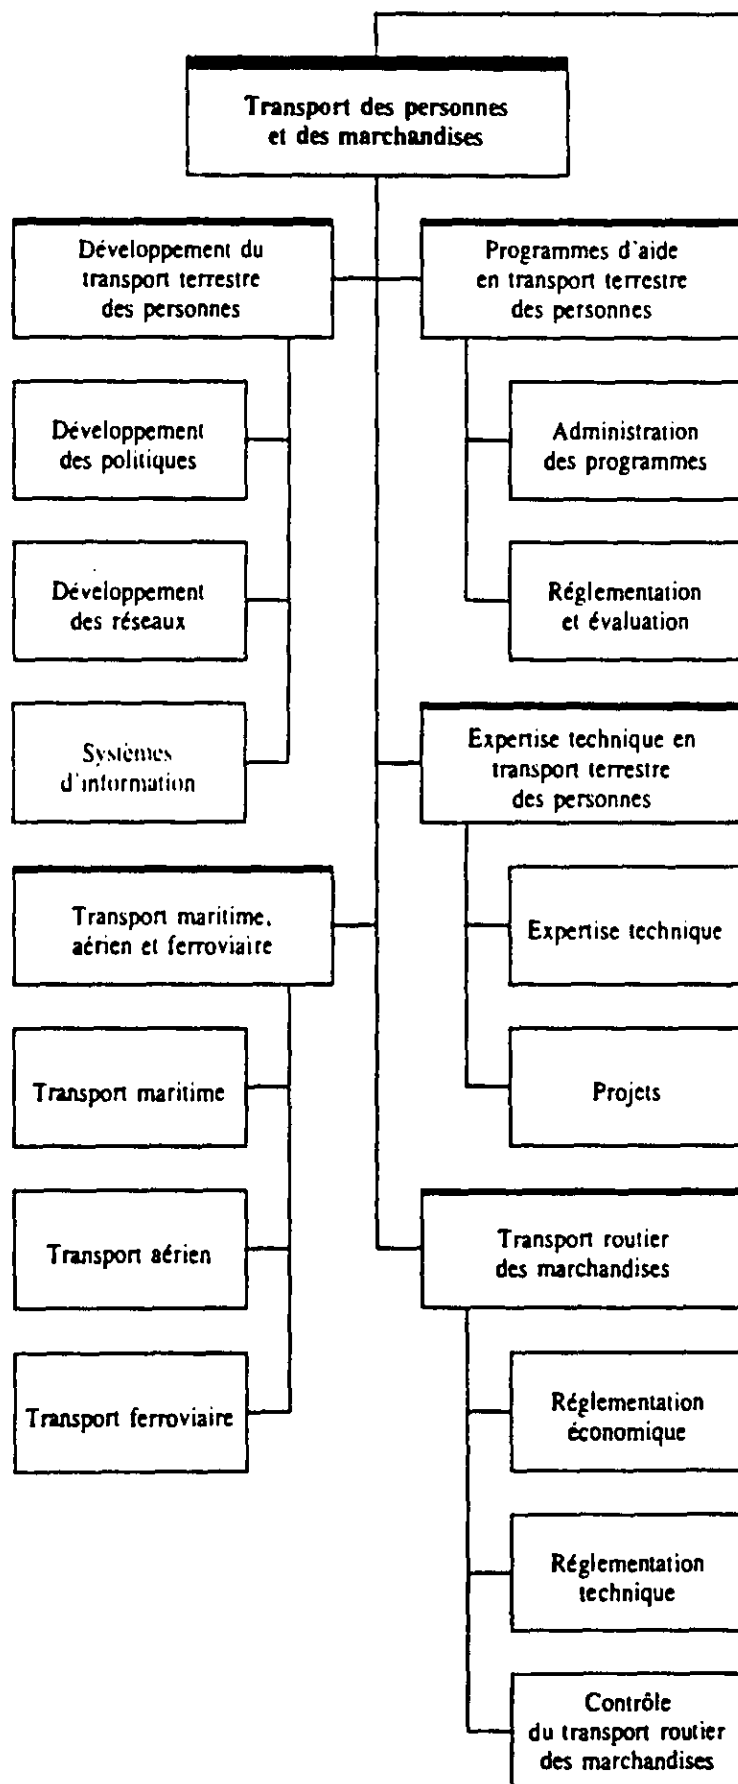 Transport des personnes
et des marchandises
Développement du
transport terrestre
des personnes
Développement
des politiques
Développement
des réseaux
Systèmes
d'information
Transport maritime,
aérien et ferroviaire
Transport maritime
Transport aérien
Transport ferroviaire
Programmes d'aide
en transport terrestre
des personnes
Administration
des programmes
Réglementation
et évaluation
Expertise technique en
transport terrestre
des personnes
Expertise technique
Projets
Transport routier
des marchandises
Réglementation
économique
Réglementation
technique
Contrôle
du transport routier
des marchandises